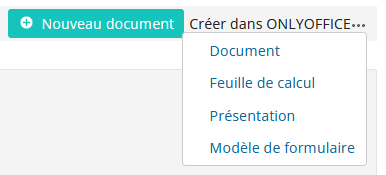 Nouveau document Créer dans ONLYOFFICE...
Document
Feuille de calcul
Présentation
Modèle de formulaire